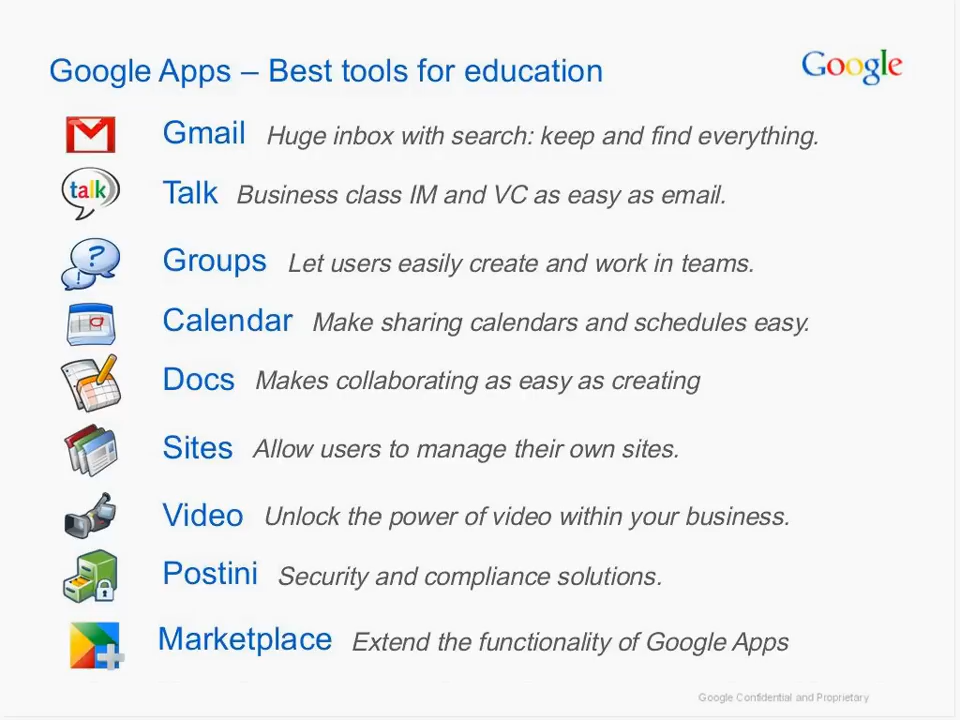 Google Apps – Best tools for education
Google
Gmail Huge inbox with search: keep and find everything.
talk
Talk Business class IM and VC as easy as email.
?
?
Groups Let users easily create and work in teams.
Calendar Make sharing calendars and schedules easy.
Docs Makes collaborating as easy as creating
Sites Allow users to manage their own sites.
Video Unlock the power of video within your business.
Postini Security and compliance solutions.
Marketplace Extend the functionality of Google Apps
Google Confidential and Proprietary